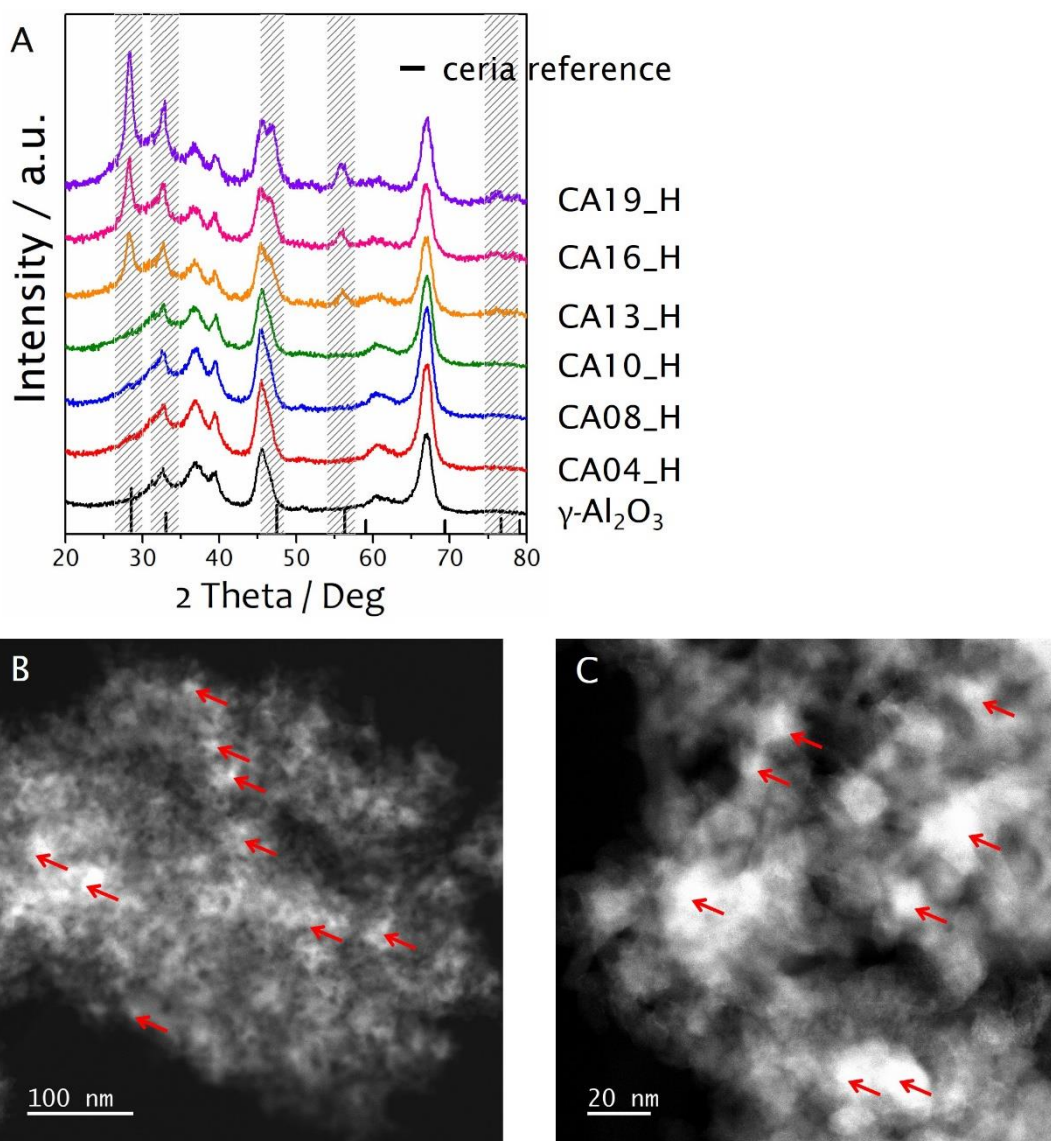 A
ceria reference
Intensity / a.u.
CA19_H
CA16_H
CA13_H
CA10_H
CA08_H
CA04_H
γ-Al₂O₃
20 30 40 50 60 70 80
2 Theta / Deg
B
C
100 nm
20 nm